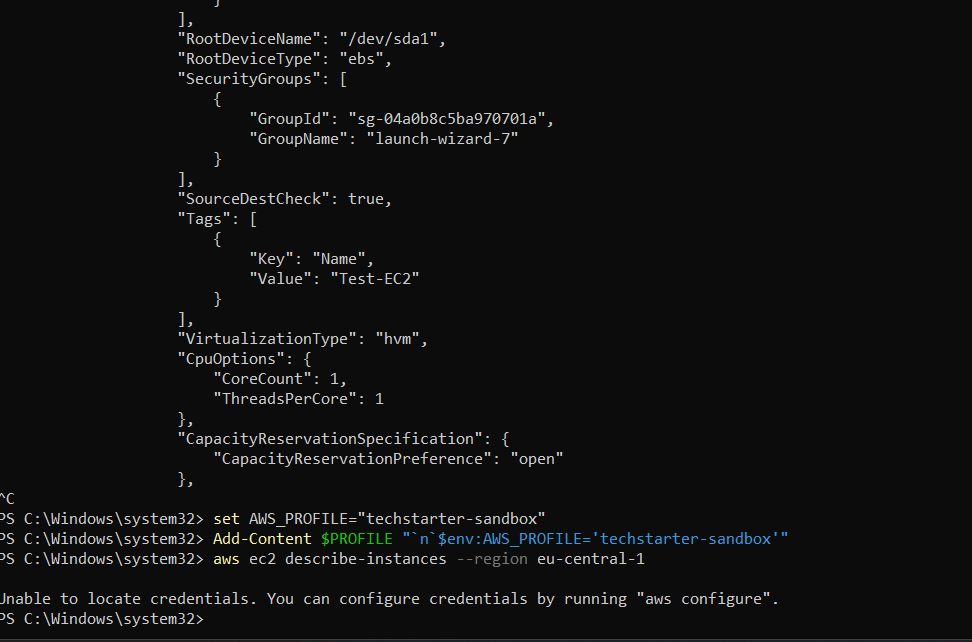 }
],
"RootDeviceName": "/dev/sda1",
"RootDeviceType": "ebs",
"SecurityGroups": [
{
"GroupId": "sg-04a0b8c5ba970701a",
"GroupName": "launch-wizard-7"
}
],
"SourceDestCheck": true,
"Tags": [
{
"Key": "Name",
"Value": "Test-EC2"
}
],
"VirtualizationType": "hvm",
"CpuOptions": {
"CoreCount": 1,
"ThreadsPerCore": 1
},
"CapacityReservationSpecification": {
"CapacityReservationPreference": "open"
},
^C
PS C:\Windows\system32> set AWS_PROFILE="techstarter-sandbox"
PS C:\Windows\system32> Add-Content $PROFILE "`n`$env:AWS_PROFILE='techstarter-sandbox'"
PS C:\Windows\system32> aws ec2 describe-instances --region eu-central-1
Unable to locate credentials. You can configure credentials by running "aws configure".
PS C:\Windows\system32>